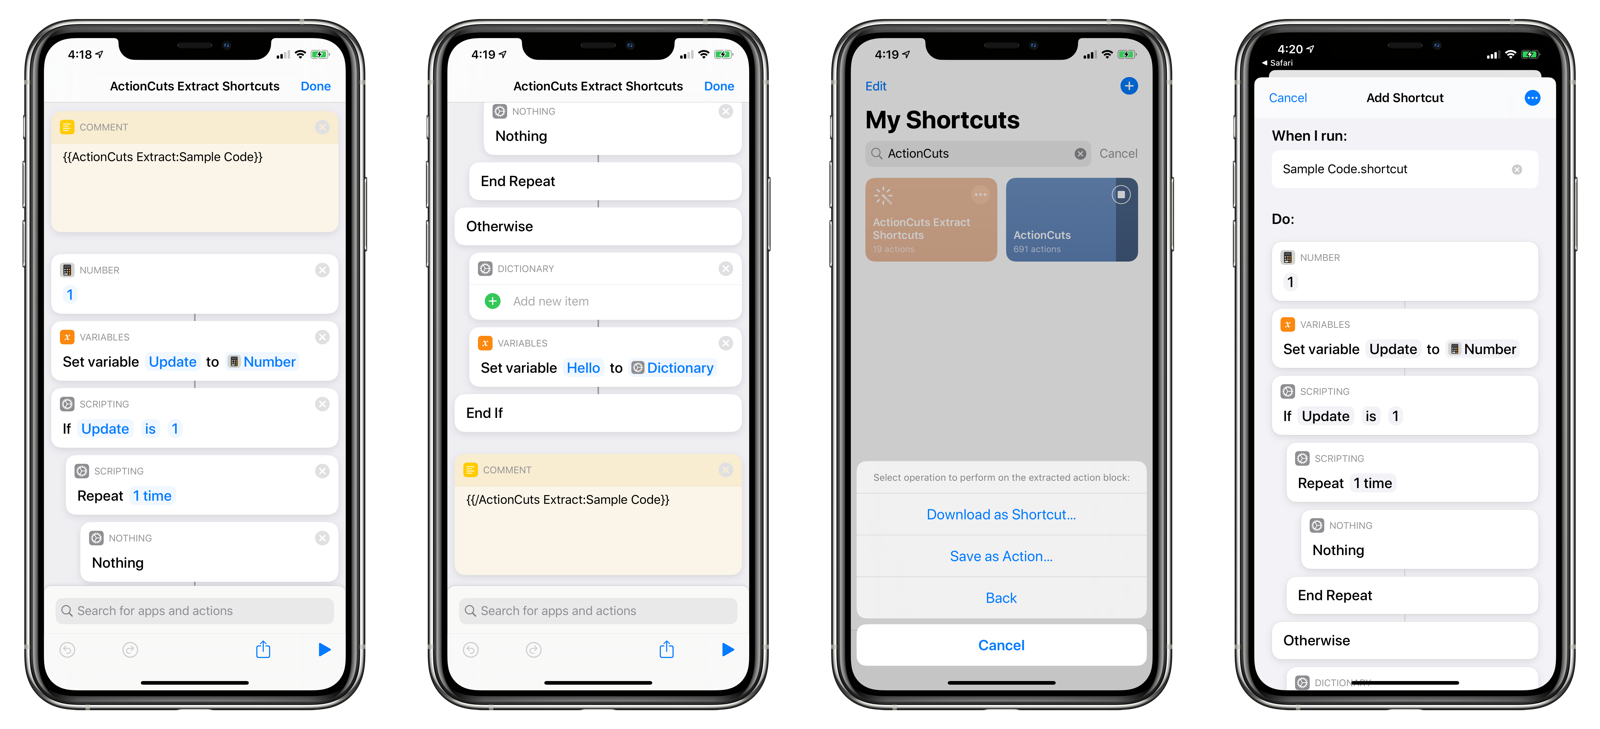 4:18
ActionCuts Extract Shortcuts
Done
COMMENT
{{ActionCuts Extract:Sample Code}}
NUMBER
1
VARIABLES
Set variable Update to Number
SCRIPTING
If Update is 1
SCRIPTING
Repeat 1 time
NOTHING
Nothing
Search for apps and actions
4:19
ActionCuts Extract Shortcuts
Done
NOTHING
Nothing
End Repeat
Otherwise
DICTIONARY
Add new item
VARIABLES
Set variable Hello to Dictionary
End If
COMMENT
{{/ActionCuts Extract:Sample Code}}
Search for apps and actions
4:19
Edit
My Shortcuts
ActionCuts
Cancel
ActionCuts Extract
Shortcuts
19 actions
ActionCuts
691 actions
Select operation to perform on the extracted action block:
Download as Shortcut...
Save as Action...
Back
Cancel
4:20
Safari
Cancel
Add Shortcut
When I run:
Sample Code.shortcut
Do:
NUMBER
1
VARIABLES
Set variable Update to Number
SCRIPTING
If Update is 1
SCRIPTING
Repeat 1 time
NOTHING
Nothing
End Repeat
Otherwise
DICTIONARY